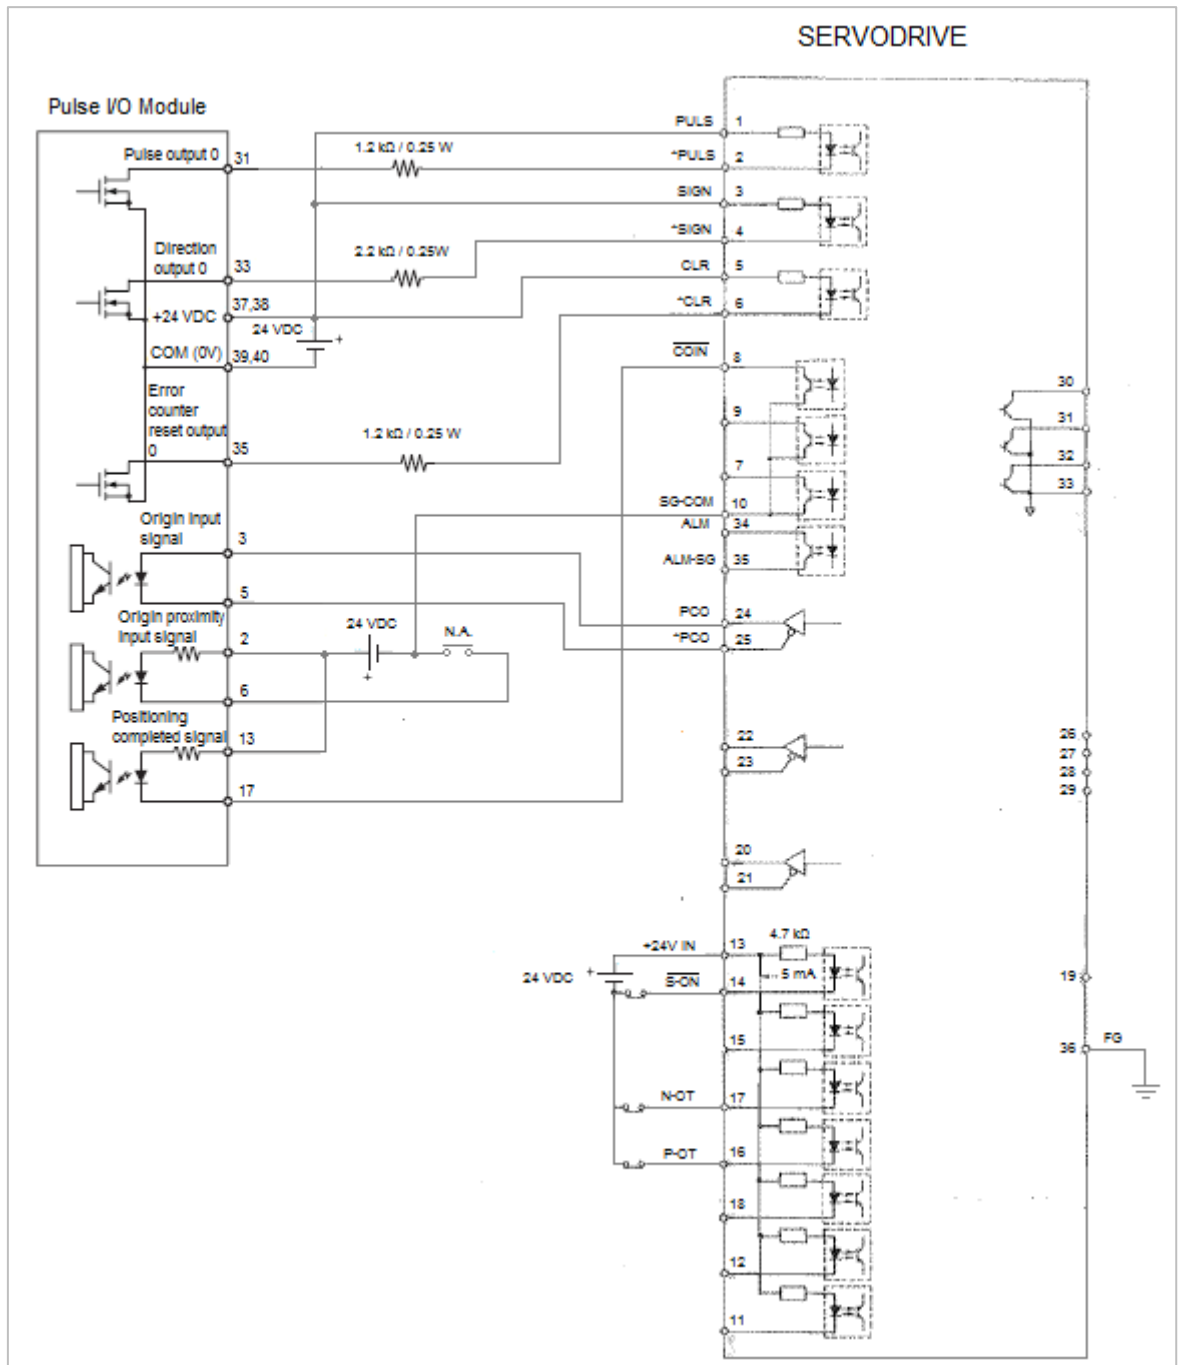 SERVODRIVE
Pulse I/O Module
Pulse output 0
31
1.2 kΩ / 0.25 W
PULS
1
*PULS
2
SIGN
3
*SIGN
4
Direction
output 0
33
2.2 kΩ / 0.25W
CLR
5
*CLR
6
+24 VDC
37,38
24 VDC
+
COM (0V)
39,40
COIN
8
Error
counter
reset output
0
35
1.2 kΩ / 0.25 W
9
7
SG-COM
10
ALM
34
ALM-SG
35
30
31
32
33
Origin input
signal
3
5
PCO
24
*PCO
25
Origin proximity
input signal
2
6
24 VDC
+
N.A.
Positioning
completed signal
13
17
22
23
26
27
28
29
20
21
+24V IN
13
4.7 kΩ
24 VDC
+
S-ON
14
5 mA
15
N-OT
17
P-OT
16
18
12
11
19
36
FG